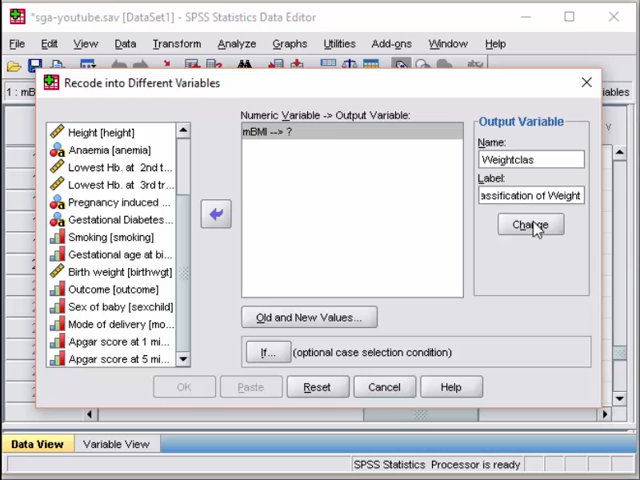 *sga-youtube.sav [DataSet1] - SPSS Statistics Data Editor
File Edit View Data Transform Analyze Graphs Utilities Add-ons Window Help
Recode into Different Variables
Height [height]
Anaemia [anemia]
Lowest Hb. at 2nd t...
Lowest Hb. at 3rd tr...
Pregnancy induced ...
Gestational Diabetes...
Smoking [smoking]
Gestational age at bi...
Birth weight [birthwgt]
Outcome [outcome]
Sex of baby [sexchild]
Mode of delivery [mo...
Apgar score at 1 mi...
Apgar score at 5 mi...
Numeric Variable -> Output Variable:
mBMI --> ?
Output Variable
Name:
Weightclas
Label:
assification of Weight
Change
Old and New Values...
If... (optional case selection condition)
OK Paste Reset Cancel Help
Data View Variable View
SPSS Statistics Processor is ready